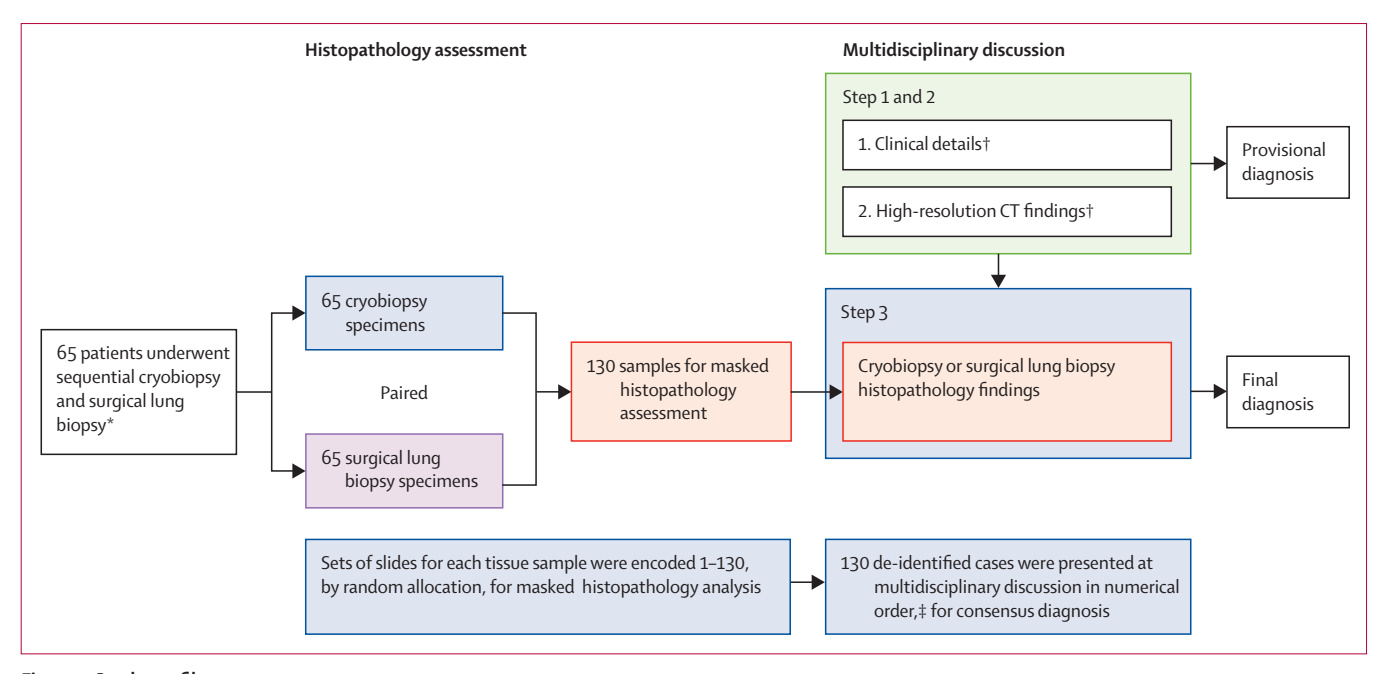 Histopathology assessment
Multidisciplinary discussion
Step 1 and 2
1. Clinical details†
2. High-resolution CT findings†
Provisional
diagnosis
65 patients underwent
sequential cryobiopsy
and surgical lung
biopsy*
65 cryobiopsy
specimens
Paired
65 surgical lung
biopsy specimens
130 samples for masked
histopathology
assessment
Step 3
Cryobiopsy or surgical lung biopsy
histopathology findings
Final
diagnosis
Sets of slides for each tissue sample were encoded 1–130,
by random allocation, for masked histopathology analysis
130 de-identified cases were presented at
multidisciplinary discussion in numerical
order,‡ for consensus diagnosis